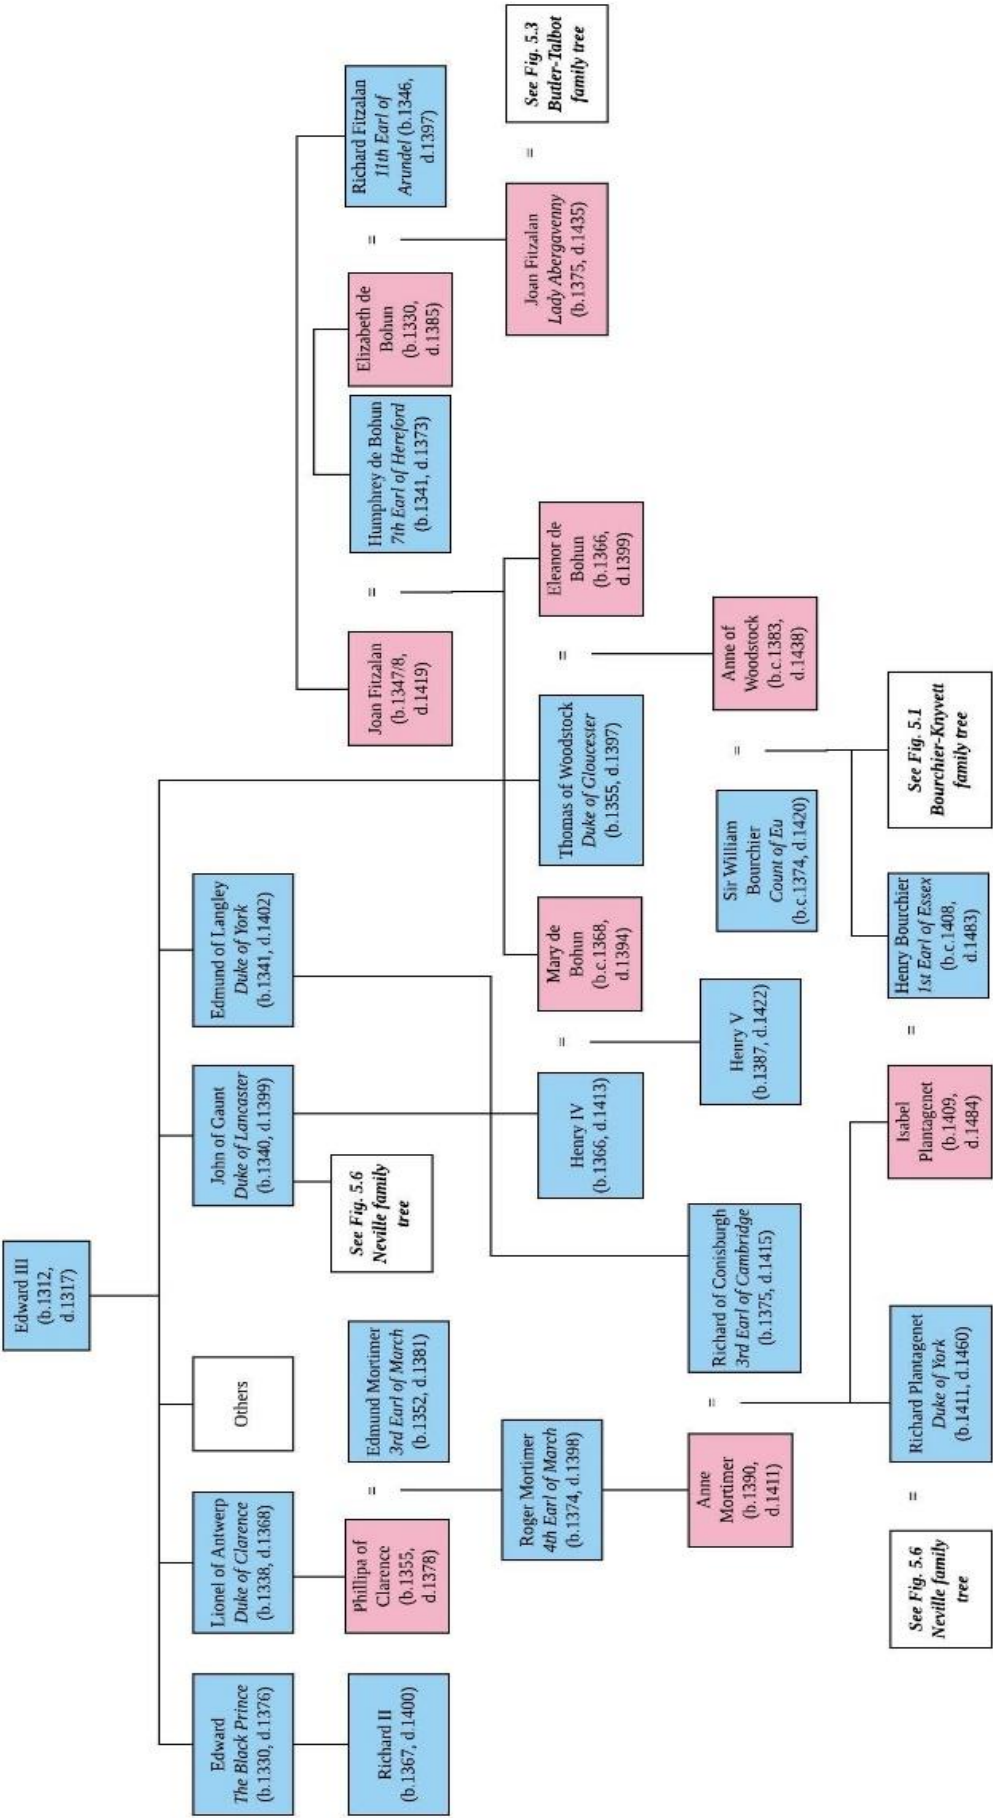 Edward III
(b.1312,
d.1317)
Edward
The Black Prince
(b.1330, d.1376)
Lionel of Antwerp
Duke of Clarence
(b.1338, d.1368)
Others
John of Gaunt
Duke of Lancaster
(b.1340, d.1399)
Edmund of Langley
Duke of York
(b.1341, d.1402)
Richard II
(b.1367, d.1400)
Phillipa of
Clarence
(b.1355,
d.1378)
=
Edmund Mortimer
3rd Earl of March
(b.1352, d.1381)
See Fig. 5.6
Neville family
tree
Joan Fitzalan
(b.1347/8,
d.1419)
=
Humphrey de Bohun
7th Earl of Hereford
(b.1341, d.1373)
Elizabeth de
Bohun
(b.1330,
d.1385)
=
Richard Fitzalan
11th Earl of
Arundel (b.1346,
d.1397)
Roger Mortimer
4th Earl of March
(b.1374, d.1398)
Henry IV
(b.1366, d.1413)
=
Mary de
Bohun
(b.c.1368,
d.1394)
Thomas of Woodstock
Duke of Gloucester
(b.1355, d.1397)
=
Eleanor de
Bohun
(b.1366,
d.1399)
Joan Fitzalan
Lady Abergavenny
(b.1375, d.1435)
=
See Fig. 5.3
Butler-Talbot
family tree
Anne
Mortimer
(b.1390,
d.1411)
=
Richard of Conisburgh
3rd Earl of Cambridge
(b.1375, d.1415)
Henry V
(b.1387, d.1422)
Sir William
Bourchier
Count of Eu
(b.c.1374, d.1420)
=
Anne of
Woodstock
(b.c.1383,
d.1438)
See Fig. 5.6
Neville family
tree
=
Richard Plantagenet
Duke of York
(b.1411, d.1460)
Isabel
Plantagenet
(b.1409,
d.1484)
=
Henry Bourchier
1st Earl of Essex
(b.c.1408,
d.1483)
See Fig. 5.1
Bourchier-Knyvett
family tree